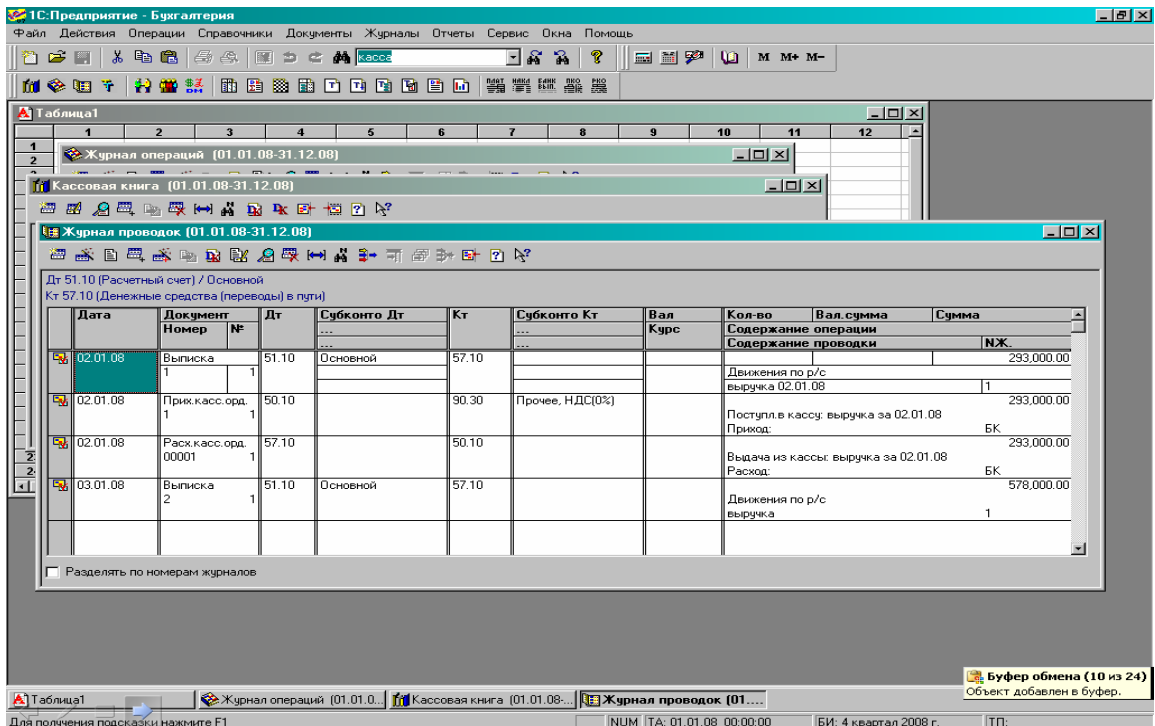 1С:Предприятие - Бухгалтерия
Файл Действия Операции Справочники Документы Журналы Отчеты Сервис Окна Помощь
касса
? М М+ М-
Таблица1
1 2 3 4 5 6 7 8 9 10 11 12
1
2
Журнал операций (01.01.08-31.12.08)
Кассовая книга (01.01.08-31.12.08)
Журнал проводок (01.01.08-31.12.08)
Дт 51.10 (Расчетный счет) / Основной
Кт 57.10 (Денежные средства (переводы) в пути)
Дата Документ Дт Субконто Дт Кт Субконто Кт Вал Кол-во Вал.сумма Сумма
Номер № ... ... Курс Содержание операции
... ... Содержание проводки NЖ.
02.01.08 Выписка 51.10 Основной 57.10 293,000.00
1 1 Движения по р/с
выручка 02.01.08 1
02.01.08 Прих.касс.орд. 50.10 90.30 Прочее, НДС(0%) 293,000.00
1 1 Поступл.в кассу: выручка за 02.01.08
Приход: БК
02.01.08 Расх.касс.орд. 57.10 50.10 293,000.00
00001 1 Выдача из кассы: выручка за 02.01.08
Расход: БК
03.01.08 Выписка 51.10 Основной 57.10 578,000.00
2 1 Движения по р/с
выручка 1
Разделять по номерам журналов
Буфер обмена (10 из 24)
Объект добавлен в буфер.
Таблица1 Журнал операций (01.01.0... Кассовая книга (01.01.08-... Журнал проводок (01....
Для получения подсказки нажмите F1 NUM ТА: 01.01.08 00:00:00 БИ: 4 квартал 2008 г. ТП: